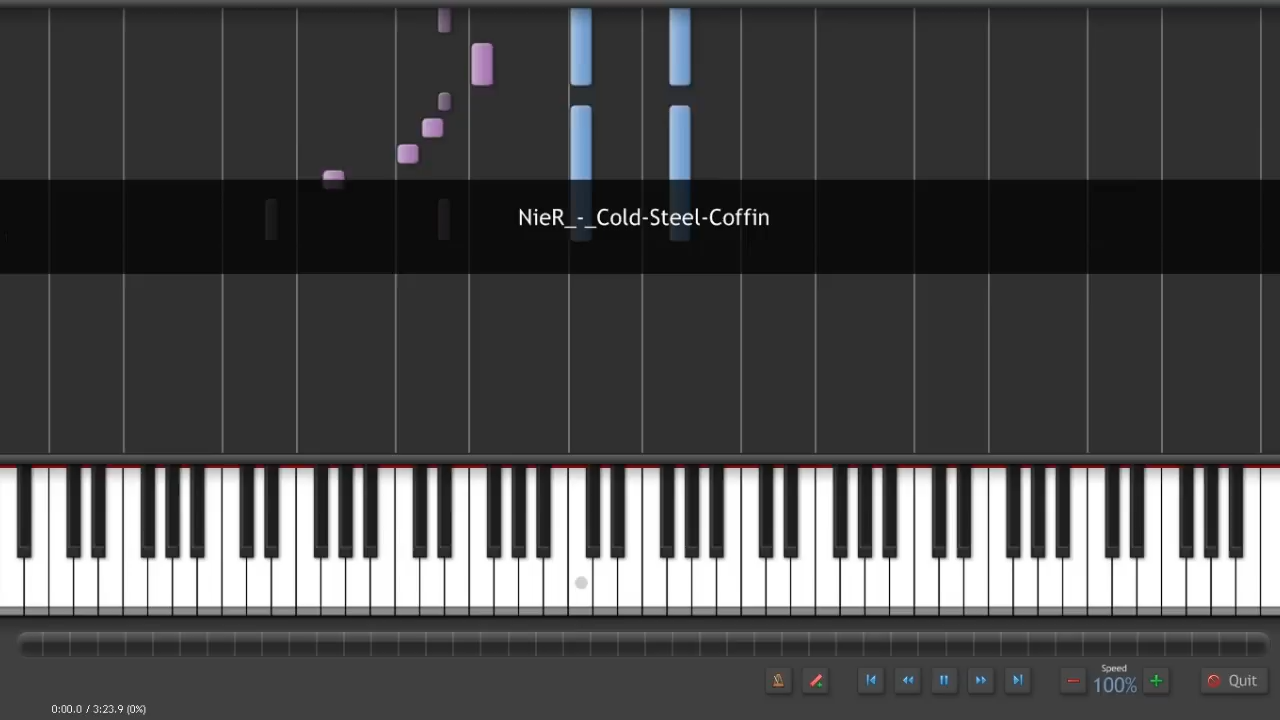 NieR_-_Cold-Steel-Coffin
Speed
100%
Quit
0:00.0 / 3:23.9 (0%)